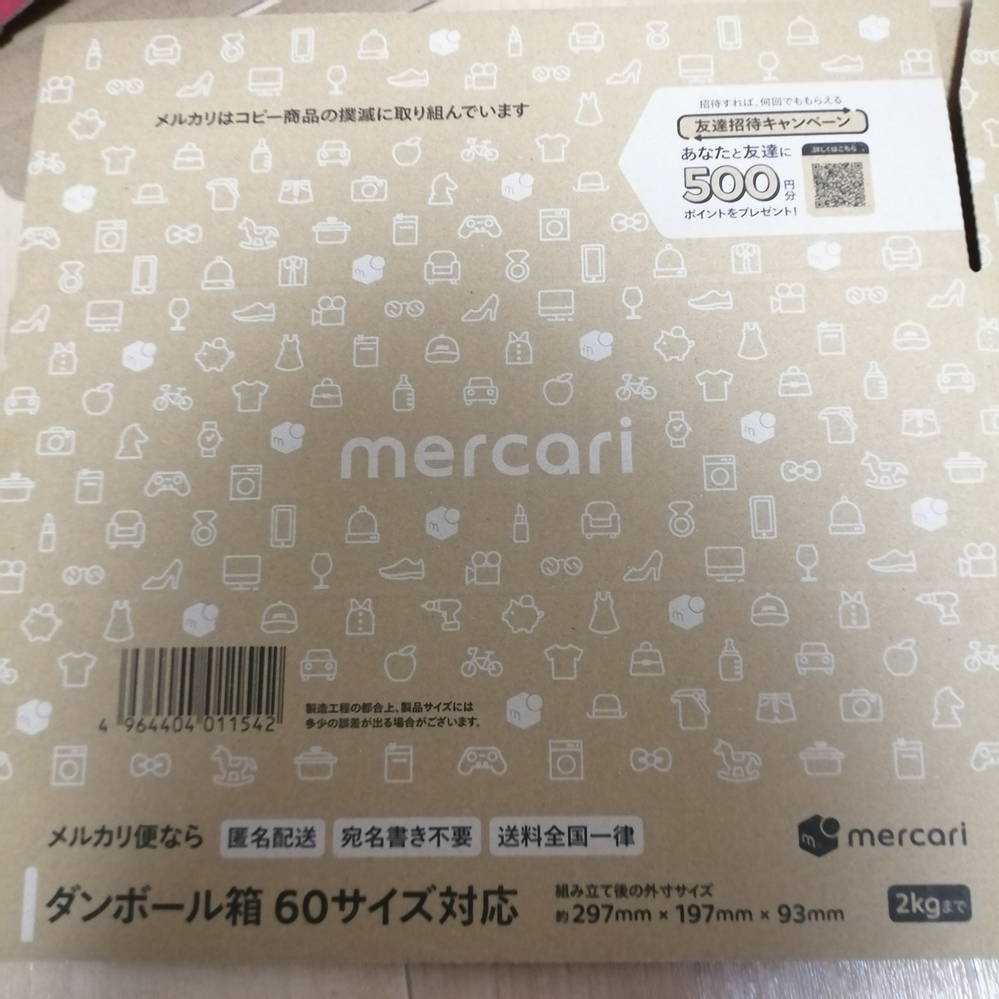 メルカリはコピー商品の撲滅に取り組んでいます
招待すれば、何回でももらえる
友達招待キャンペーン
あなたと友達に
500円分
ポイントをプレゼント!
詳しくはこちら
mercari
4 964404 011542
製造工程の都合上、製品サイズには
多少の誤差が出る場合がございます。
メルカリ便なら 匿名配送 宛名書き不要 送料全国一律
mercari
ダンボール箱 60サイズ対応
組み立て後の外寸サイズ
約297mm×197mm×93mm
2kgまで